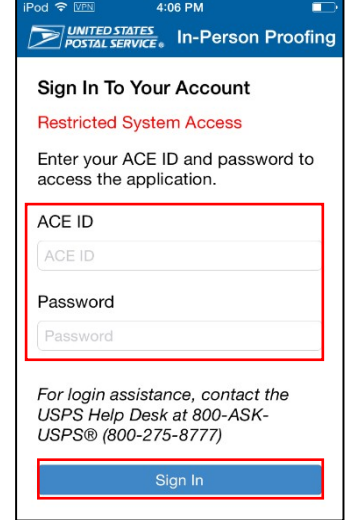 iPod VPN 4:06 PM
UNITED STATES POSTAL SERVICE® In-Person Proofing
Sign In To Your Account
Restricted System Access
Enter your ACE ID and password to
access the application.
ACE ID
ACE ID
Password
Password
For login assistance, contact the
USPS Help Desk at 800-ASK-
USPS® (800-275-8777)
Sign In